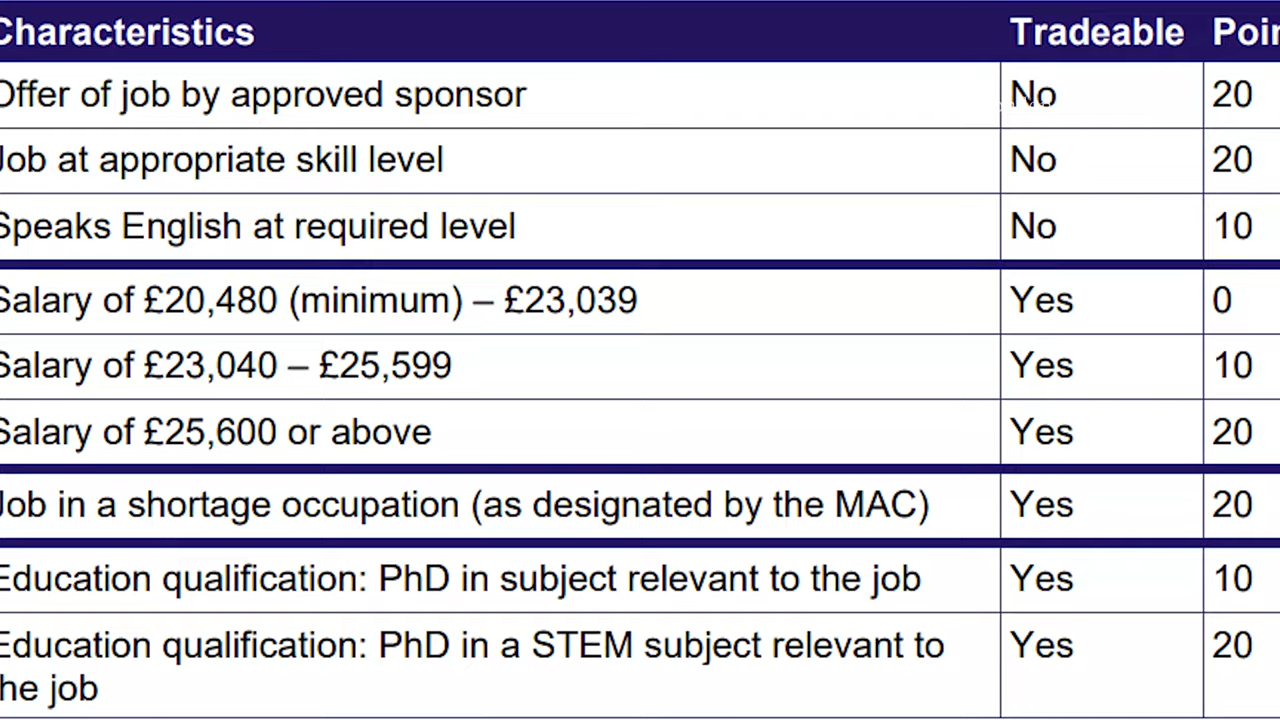 Characteristics Tradeable Poin
Offer of job by approved sponsor No 20
Job at appropriate skill level No 20
Speaks English at required level No 10
Salary of £20,480 (minimum) – £23,039 Yes 0
Salary of £23,040 – £25,599 Yes 10
Salary of £25,600 or above Yes 20
Job in a shortage occupation (as designated by the MAC) Yes 20
Education qualification: PhD in subject relevant to the job Yes 10
Education qualification: PhD in a STEM subject relevant to Yes 20
the job